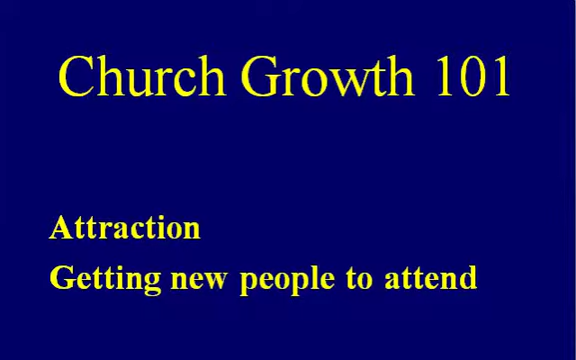 Church Growth 101
Attraction
Getting new people to attend